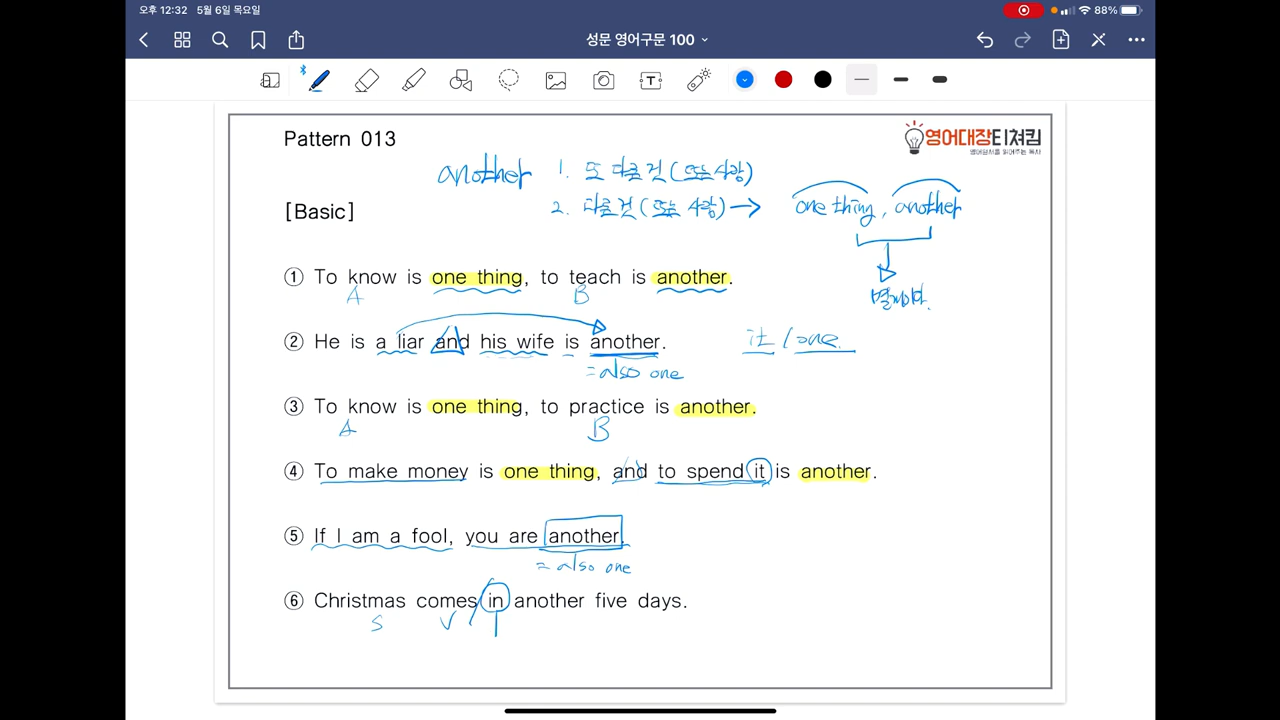 오후 12:32 5월 6일 목요일
88%
성문 영어구문 100
Pattern 013
영어대장티쳐킴
another 1. 또 다른 것 (또는 사람)
2. 다른 것 (또는 사람) → one thing, another
[Basic]
① To know is one thing, to teach is another.
A B
별개이다.
② He is a liar and his wife is another. it / one
= also one
③ To know is one thing, to practice is another.
A B
④ To make money is one thing, and to spend it is another.
⑤ If I am a fool, you are another.
= also one
⑥ Christmas comes in another five days.
S V